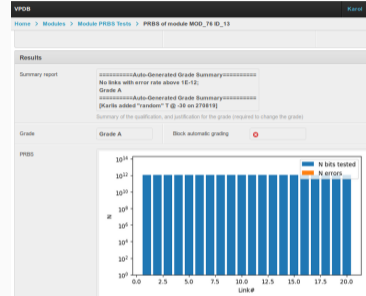 VPDB
Karol
Home > Modules > Module PRBS Tests > PRBS of module MOD_76 ID_13
Results
Summary report
==========Auto-Generated Grade Summary==========
No links with error rate above 1E-12;
Grade A
==========Auto-Generated Grade Summary==========
[Karlis added "random" T @ -30 on 270819]
Summary of the qualification, and justification for the grade (required to change the grade)
Grade
Grade A
Block automatic grading
PRBS
N bits tested
N errors
N
10¹⁴
10¹²
10¹⁰
10⁸
10⁶
10⁴
10²
10⁰
0.0 2.5 5.0 7.5 10.0 12.5 15.0 17.5 20.0
Link#